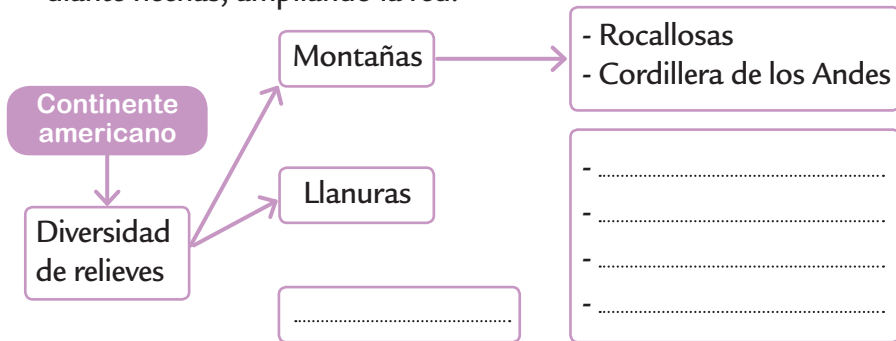 Continente
americano
Diversidad
de relieves
Montañas
Llanuras
- Rocallosas
- Cordillera de los Andes
-
-
-
-